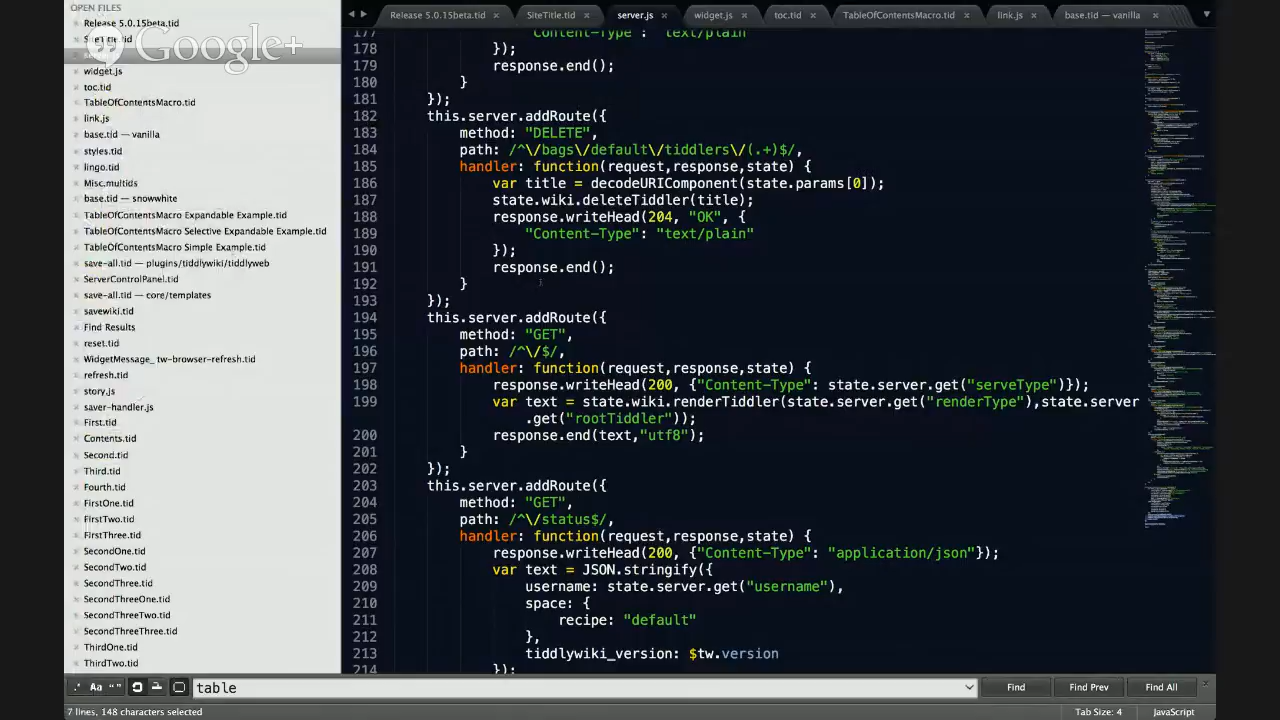 OPEN FILES
Release 5.0.15beta.tid
SiteTitle.tid
Google+
widget.js
toc.tid
TableOfContentsMacro.tid
link.js
base.tid — vanilla
styles.tid
lingo.tid
Misc.multids
base.tid — snowwhite
TableOfContentsMacro Expandable Example.tid
TableOfContentsMacro Selective Expandable Example.tid
TableOfContentsMacro Simple Example.tid
save-all.tid — plugins/tiddlywiki/tiddlyweb
ServerControlPanel.tid
save-all.tid — core/templates
savewiki.tid
Find Results
reset.tid
WidgetMessage_ tw-browser-refresh.tid
refresh.tid
story.js
saver-handler.js
First.tid
Contents.tid
Second.tid
Third.tid
Fourth.tid
FirstOne.tid
FirstTwo.tid
FirstThree.tid
SecondOne.tid
SecondTwo.tid
SecondThree.tid
SecondThreeOne.tid
SecondThreeTwo.tid
SecondThreeThree.tid
ThirdOne.tid
ThirdTwo.tid
Release 5.0.15beta.tid × SiteTitle.tid × server.js × widget.js × toc.tid × TableOfContentsMacro.tid × link.js × base.tid — vanilla ×
177 "Content-Type": "text/plain"
178 });
179 response.end();
180 }
181 });
182 this.server.addRoute({
183 method: "DELETE",
184 path: /^\/bags\/default\/tiddlers\/(.+)$/,
185 handler: function(request,response,state) {
186 var title = decodeURIComponent(state.params[0]);
187 state.wiki.deleteTiddler(title);
188 response.writeHead(204, "OK", {
189 "Content-Type": "text/plain"
190 });
191 response.end();
192 }
193 });
194 this.server.addRoute({
195 method: "GET",
196 path: /^\/$/,
197 handler: function(request,response,state) {
198 response.writeHead(200, {"Content-Type": state.server.get("serveType")});
199 var text = state.wiki.renderTiddler(state.server.get("renderType"),state.server
.get("rootTiddler"));
200 response.end(text,"utf8");
201 }
202 });
203 this.server.addRoute({
204 method: "GET",
205 path: /^\/status$/,
206 handler: function(request,response,state) {
207 response.writeHead(200, {"Content-Type": "application/json"});
208 var text = JSON.stringify({
209 username: state.server.get("username"),
210 space: {
211 recipe: "default"
212 },
213 tiddlywiki_version: $tw.version
214 });
.* Aa “” table Find Find Prev Find All
7 lines, 148 characters selected Tab Size: 4 JavaScript